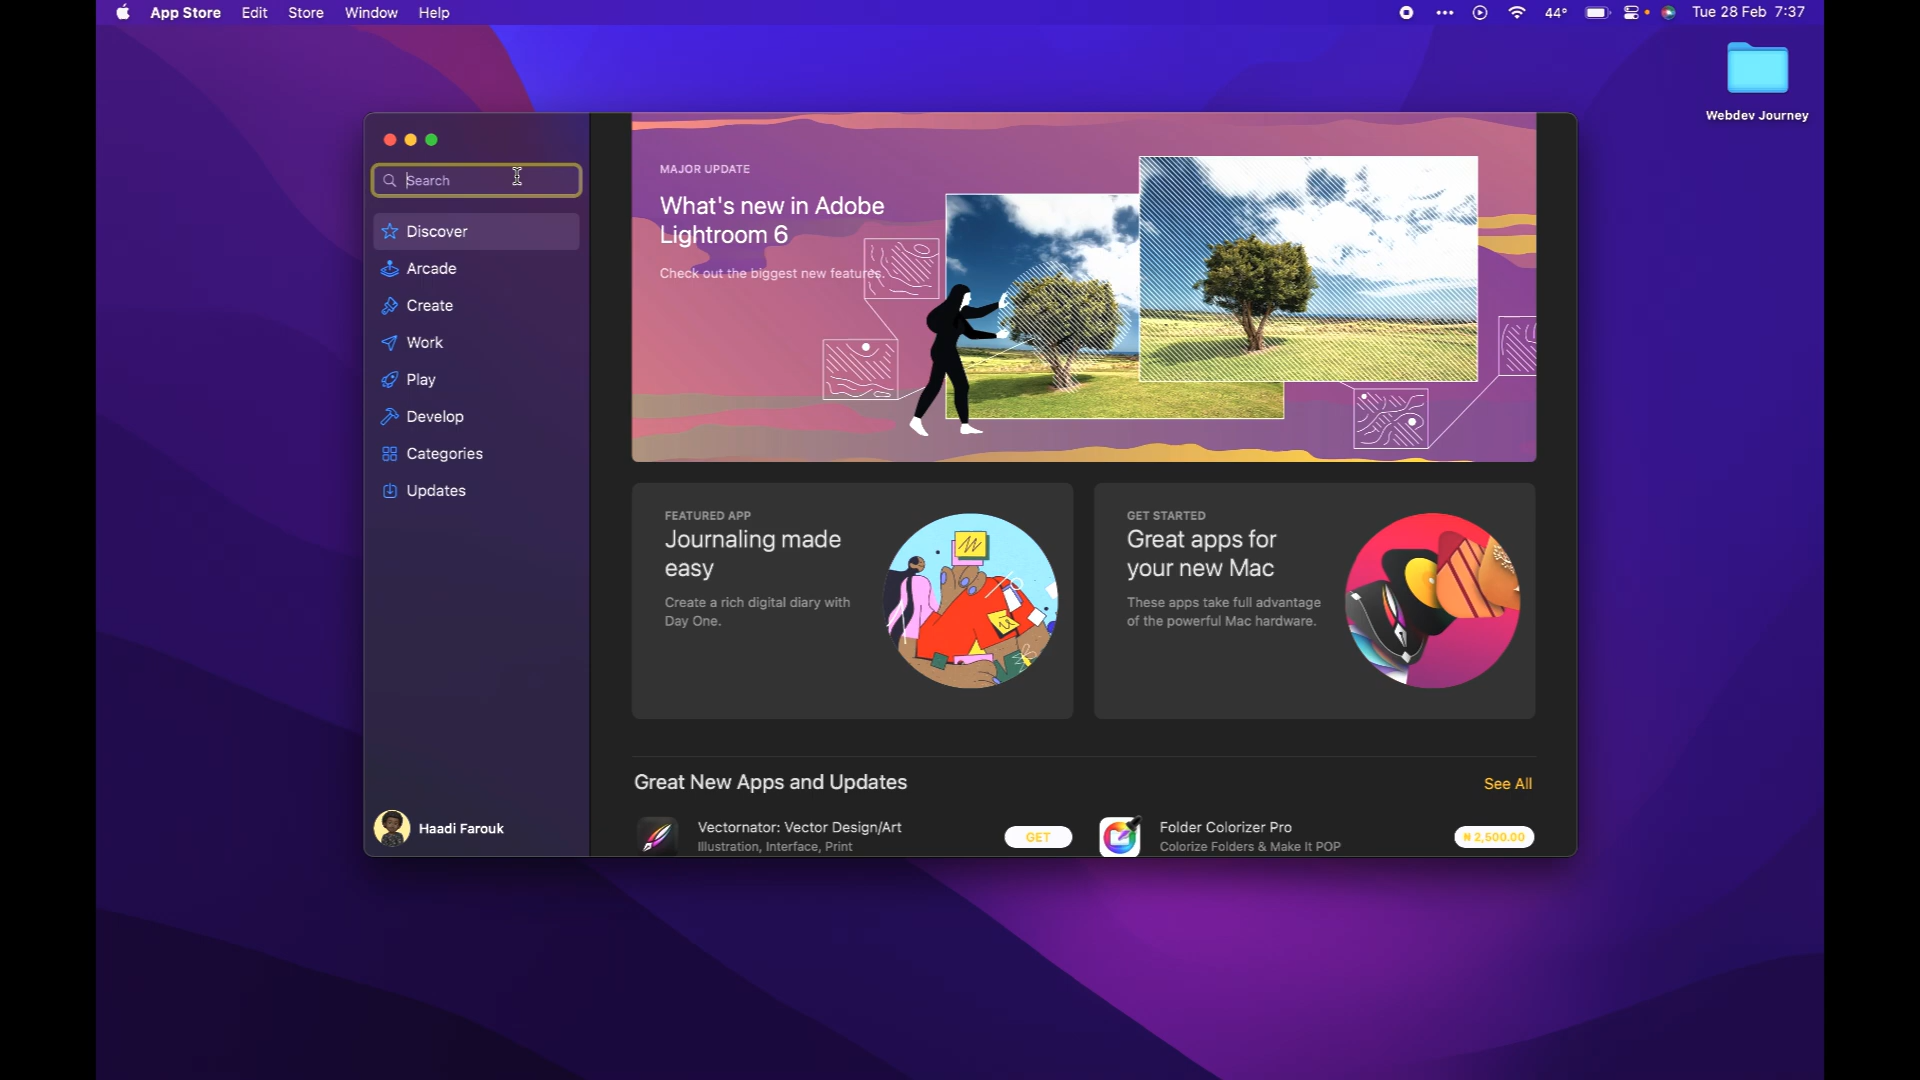 App Store Edit Store Window Help
44° Tue 28 Feb 7:37
Webdev Journey
Search
Discover
Arcade
Create
Work
Play
Develop
Categories
Updates
Haadi Farouk
MAJOR UPDATE
What's new in Adobe
Lightroom 6
Check out the biggest new features.
FEATURED APP
Journaling made
easy
Create a rich digital diary with
Day One.
GET STARTED
Great apps for
your new Mac
These apps take full advantage
of the powerful Mac hardware.
Great New Apps and Updates
See All
Vectornator: Vector Design/Art
Illustration, Interface, Print
GET
Folder Colorizer Pro
Colorize Folders & Make It POP
₦ 2,500.00